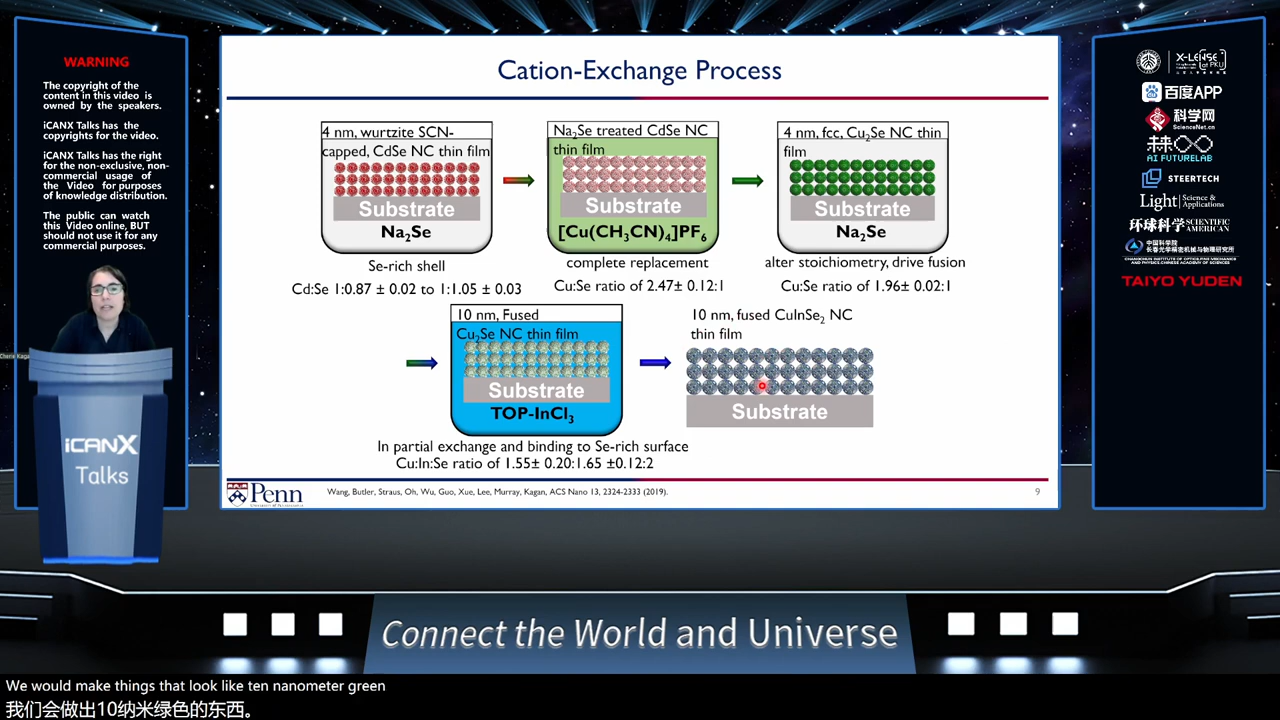 WARNING
The copyright of the
content in this video is
owned by the speakers.
iCANX Talks has the
copyrights for the video.
iCANX Talks has the right
for the non-exclusive, non-
commercial usage of
the Video for purposes
of knowledge distribution.
The public can watch
this Video online, BUT
should not use it for any
commercial purposes.
iCANX
Talks
Cation-Exchange Process
4 nm, wurtzite SCN-
capped, CdSe NC thin film
Substrate
Na₂Se
Se-rich shell
Cd:Se 1:0.87 ± 0.02 to 1:1.05 ± 0.03
Na₂Se treated CdSe NC
thin film
Substrate
[Cu(CH₃CN)₄]PF₆
complete replacement
Cu:Se ratio of 2.47± 0.12:1
4 nm, fcc, Cu₂Se NC thin
film
Substrate
Na₂Se
alter stoichiometry, drive fusion
Cu:Se ratio of 1.96± 0.02:1
10 nm, Fused
Cu₂Se NC thin film
Substrate
TOP-InCl₃
In partial exchange and binding to Se-rich surface
Cu:In:Se ratio of 1.55± 0.20:1.65 ±0.12:2
10 nm, fused CuInSe₂ NC
thin film
Substrate
Penn
Wang, Butler, Straus, Oh, Wu, Guo, Xue, Lee, Murray, Kagan, ACS Nano 13, 2324-2333 (2019).
9
X-LENSE
at PKU
百度APP
科学网
ScienceNet.cn
AI FUTURELAB
STEERTECH
Light Science & Applications
环球科学 SCIENTIFIC AMERICAN
中国科学院
长春光学精密机械与物理研究所
TAIYO YUDEN
Connect the World and Universe
We would make things that look like ten nanometer green
我们会做出10纳米绿色的东西。